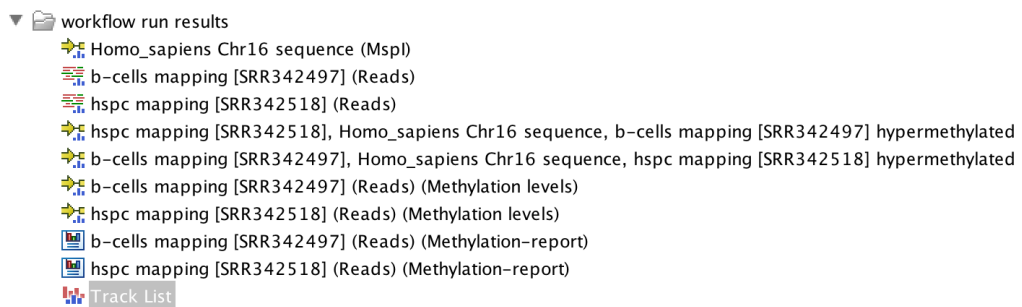 workflow run results
Homo_sapiens Chr16 sequence (MspI)
b-cells mapping [SRR342497] (Reads)
hspc mapping [SRR342518] (Reads)
hspc mapping [SRR342518], Homo_sapiens Chr16 sequence, b-cells mapping [SRR342497] hypermethylated
b-cells mapping [SRR342497], Homo_sapiens Chr16 sequence, hspc mapping [SRR342518] hypermethylated
b-cells mapping [SRR342497] (Reads) (Methylation levels)
hspc mapping [SRR342518] (Reads) (Methylation levels)
b-cells mapping [SRR342497] (Reads) (Methylation-report)
hspc mapping [SRR342518] (Reads) (Methylation-report)
Track List